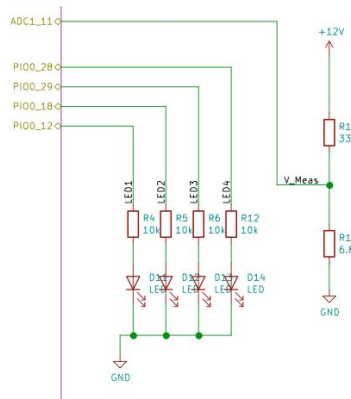 ADC1_11
+12V
PIO0_28
PIO0_29
PIO0_18
PIO0_12
LED1
LED2
LED3
LED4
V_Meas
R4
10k
R5
10k
R6
10k
R12
10k
D14
LED
GND
GND